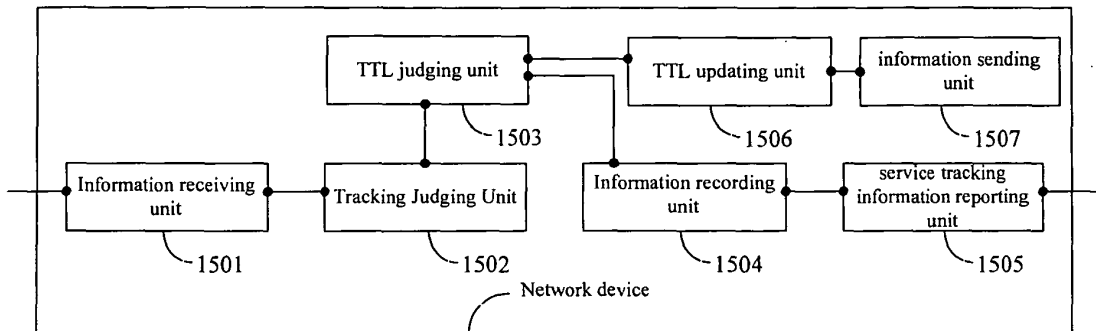 TTL judging unit
1503
TTL updating unit
1506
information sending
unit
1507
Information receiving
unit
1501
Tracking Judging Unit
1502
Information recording
unit
1504
service tracking
information reporting
unit
1505
Network device